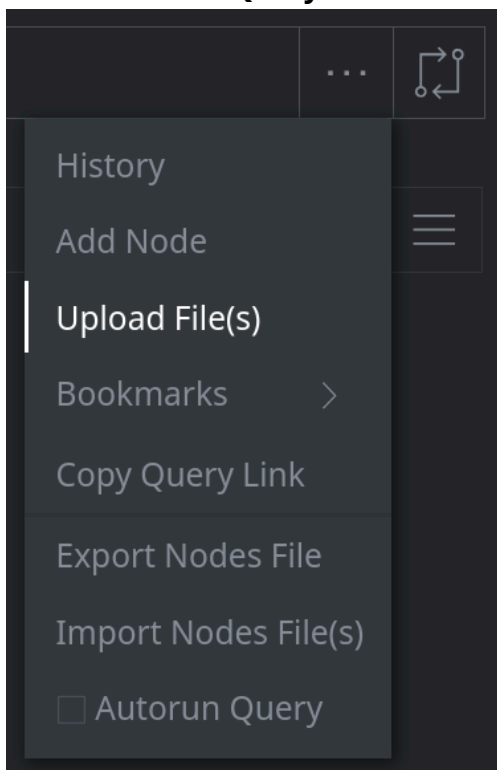 ...
History
Add Node
Upload File(s)
Bookmarks
Copy Query Link
Export Nodes File
Import Nodes File(s)
Autorun Query